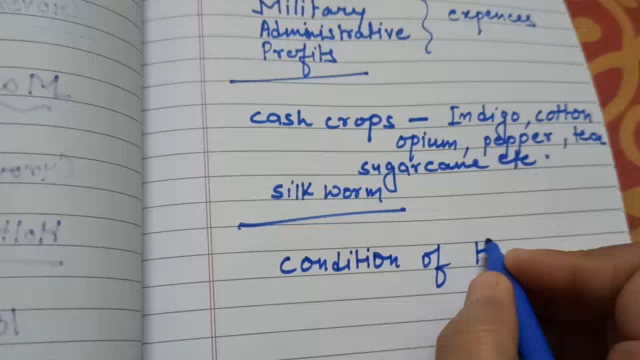 Military
Administrative
Profits
expences
cash crops – Indigo, cotton
opium, pepper, tea
sugarcane etc.
silk worm
condition of